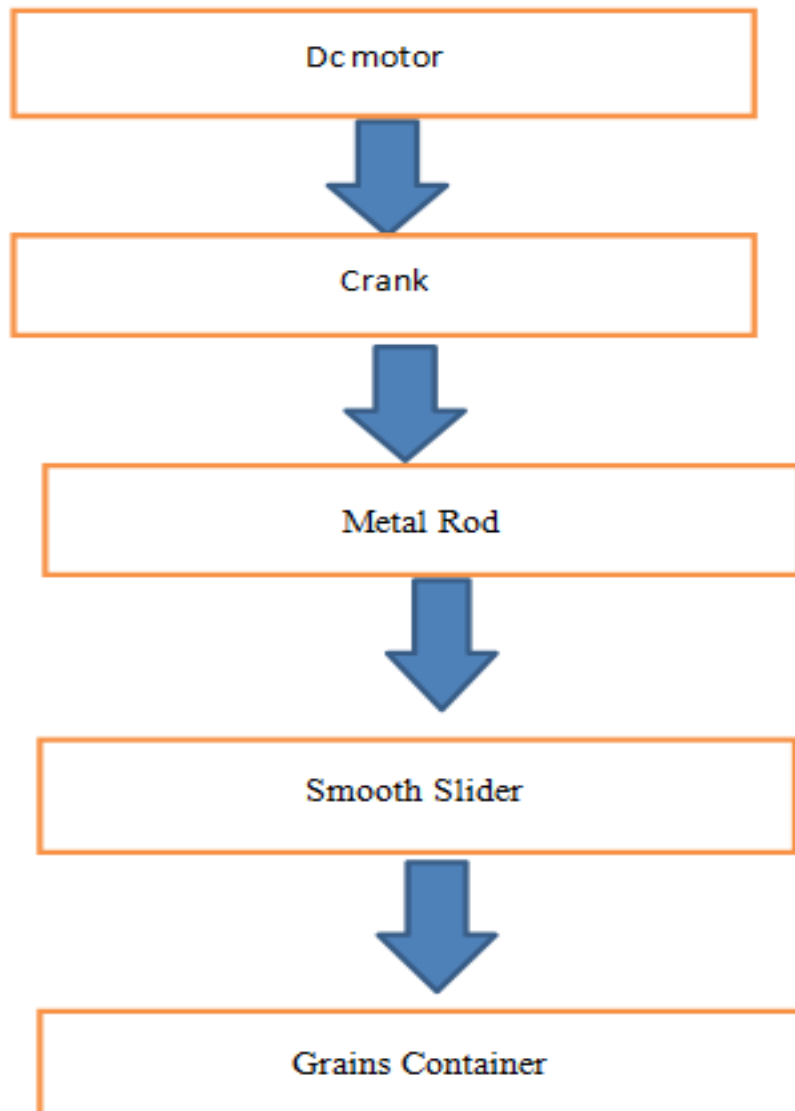 Dc motor
Crank
Metal Rod
Smooth Slider
Grains Container